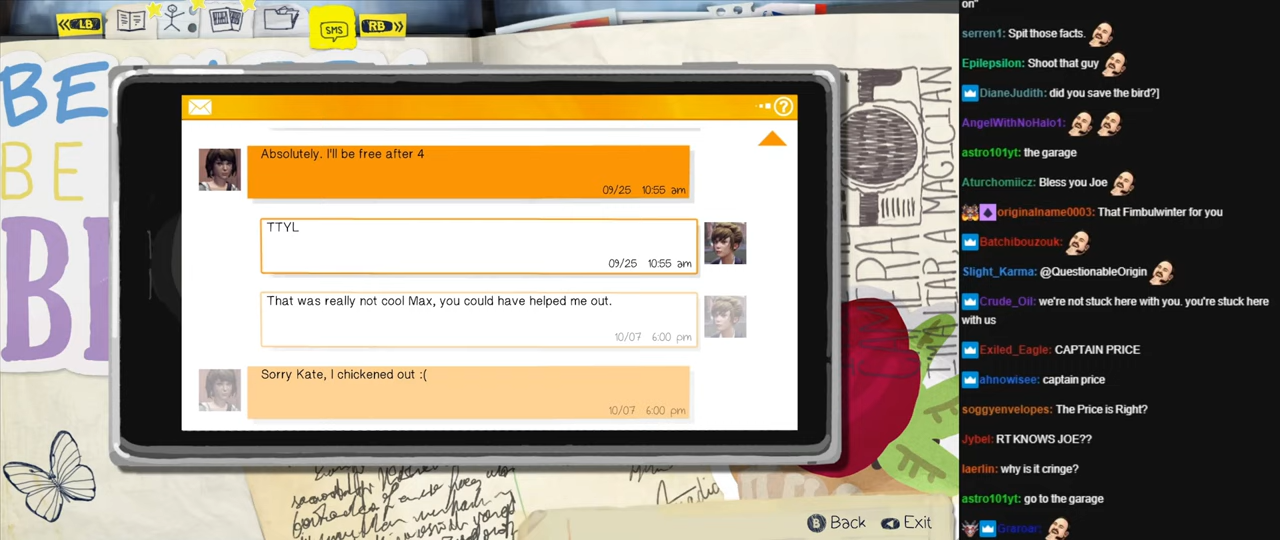 LB
SMS
RB
BE
BE
B
Absolutely. I'll be free after 4
09/25 10:55 am
TTYL
09/25 10:55 am
That was really not cool Max, you could have helped me out.
10/07 6:00 pm
Sorry Kate, I chickened out :(
10/07 6:00 pm
MAGICIAN
B Back
Exit
on"
serren1: Spit those facts.
Epilepsilon: Shoot that guy
DianeJudith: did you save the bird?]
AngelWithNoHalo1:
astro101yt: the garage
Aturchomiicz: Bless you Joe
originalname0003: That Fimbulwinter for you
Batchibouzouk:
Slight_Karma: @QuestionableOrigin
Crude_Oil: we're not stuck here with you. you're stuck here
with us
Exiled_Eagle: CAPTAIN PRICE
ahnowisee: captain price
soggyenvelopes: The Price is Right?
Jybel: RT KNOWS JOE??
laerlin: why is it cringe?
astro101yt: go to the garage
Graroar: